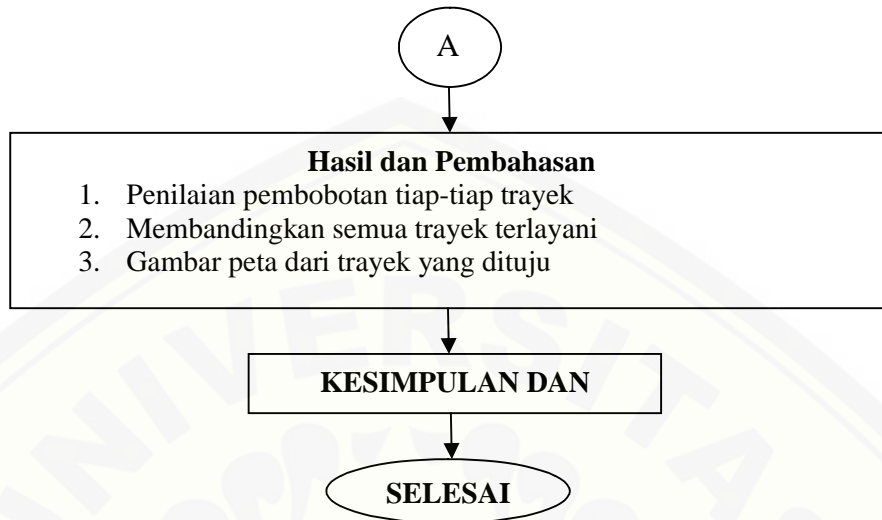 A
Hasil dan Pembahasan
1. Penilaian pembobotan tiap-tiap trayek
2. Membandingkan semua trayek terlayani
3. Gambar peta dari trayek yang dituju
KESIMPULAN DAN
SELESAI
UNIVERSITAS